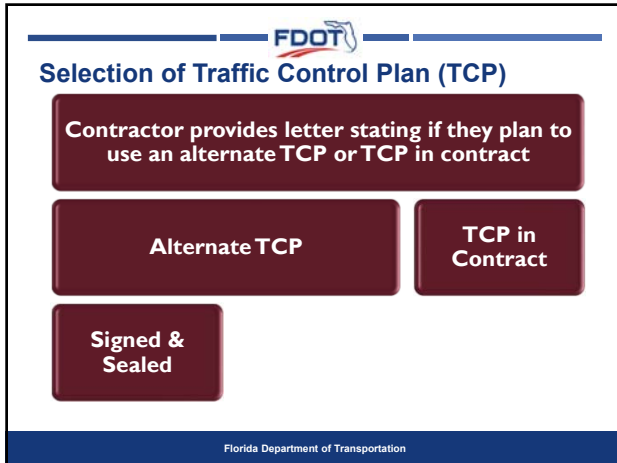 FDOT
Selection of Traffic Control Plan (TCP)
Contractor provides letter stating if they plan to
use an alternate TCP or TCP in contract
Alternate TCP
TCP in
Contract
Signed &
Sealed
Florida Department of Transportation